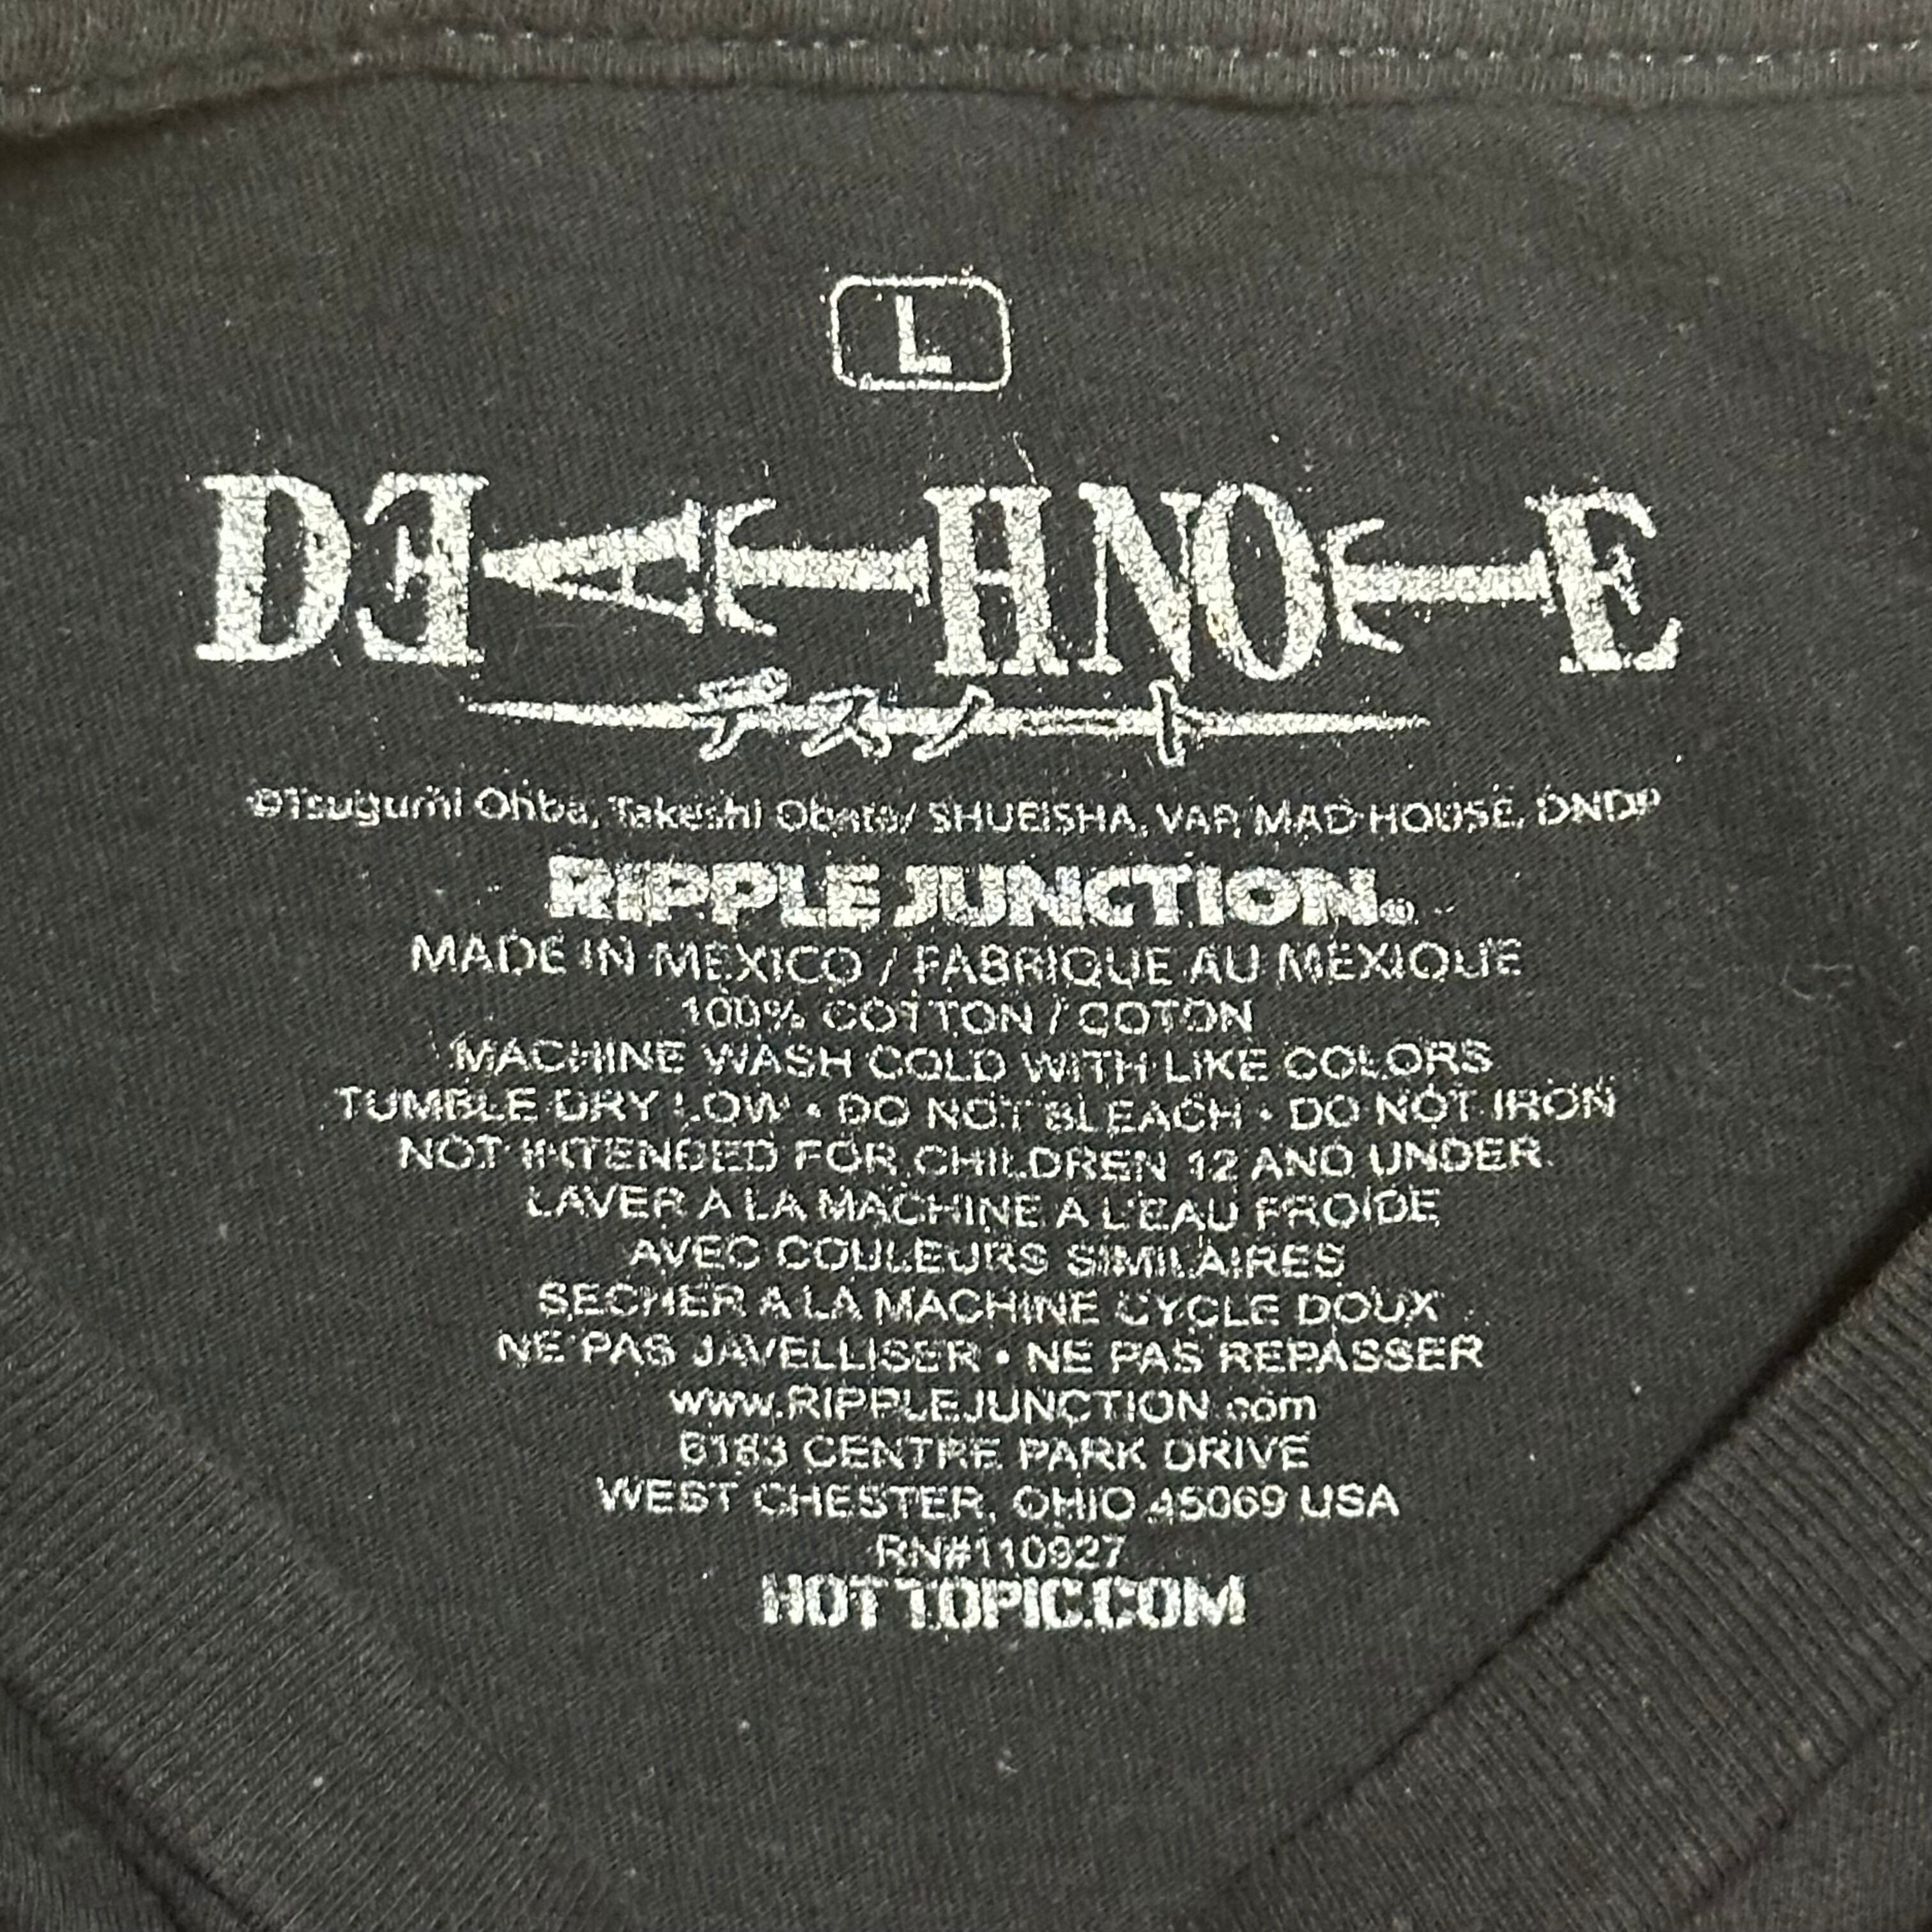 L
DEATH NOTE
デスノート
©Tsugumi Ohba, Takeshi Obata/ SHUEISHA, VAP, MAD HOUSE, DNDP
RIPPLE JUNCTION®
MADE IN MEXICO / FABRIQUE AU MEXIQUE
100% COTTON / COTON
MACHINE WASH COLD WITH LIKE COLORS
TUMBLE DRY LOW • DO NOT BLEACH • DO NOT IRON
NOT INTENDED FOR CHILDREN 12 AND UNDER.
LAVER A LA MACHINE A L'EAU FROIDE
AVEC COULEURS SIMILAIRES
SECHER A LA MACHINE CYCLE DOUX
NE PAS JAVELLISER • NE PAS REPASSER
www.RIPPLEJUNCTION.com
6183 CENTRE PARK DRIVE
WEST CHESTER, OHIO 45069 USA
RN#110927
HOTTOPIC.COM